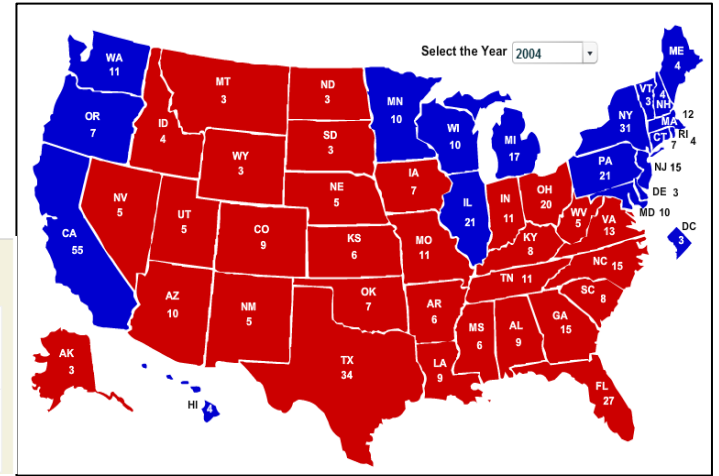 Select the Year 2004
WA
11
OR
7
CA
55
ID
4
NV
5
MT
3
WY
3
UT
5
AZ
10
CO
9
NM
5
ND
3
SD
3
NE
5
KS
6
OK
7
TX
34
MN
10
IA
7
MO
11
AR
6
LA
9
WI
10
IL
21
MI
17
IN
11
OH
20
KY
8
TN 11
MS
6
AL
9
GA
15
FL
27
SC 8
NC 15
VA
13
WV
5
PA
21
NY
31
VT
3
4
NH
ME
4
MA
12
CT
7
RI
4
NJ 15
DE 3
MD 10
DC
3
AK
3
HI
4